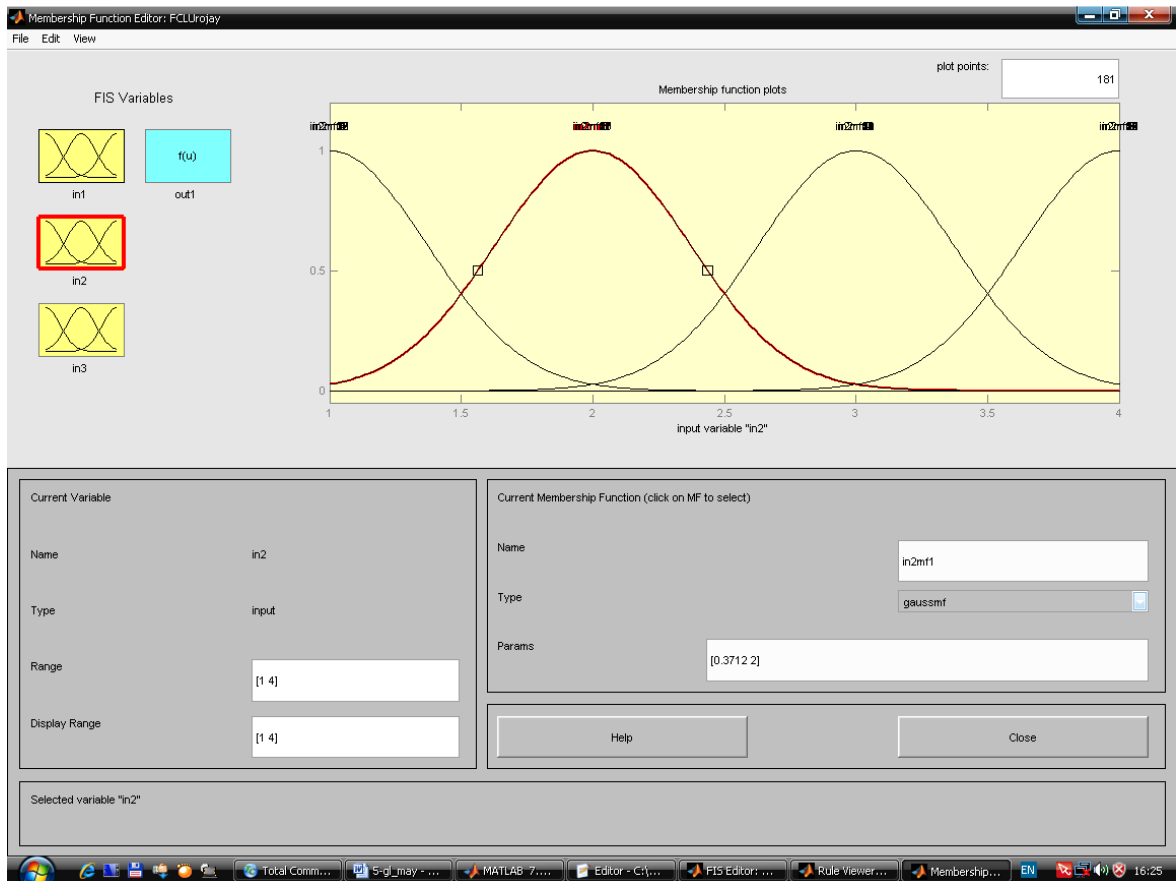 Membership Function Editor: FCLUrojay
File Edit View
plot points:
181
FIS Variables
Membership function plots
f(u)
in1
out1
in2
in3
1
0.5
0
1 1.5 2 2.5 3 3.5 4
input variable "in2"
Current Variable
Name in2
Type input
Range [1 4]
Display Range [1 4]
Current Membership Function (click on MF to select)
Name in2mf1
Type gaussmf
Params [0.3712 2]
Help
Close
Selected variable "in2"
Total Comm... 5-gl_may - ... MATLAB 7.... Editor - C:\... FIS Editor: ... Rule Viewer... Membership... EN 16:25